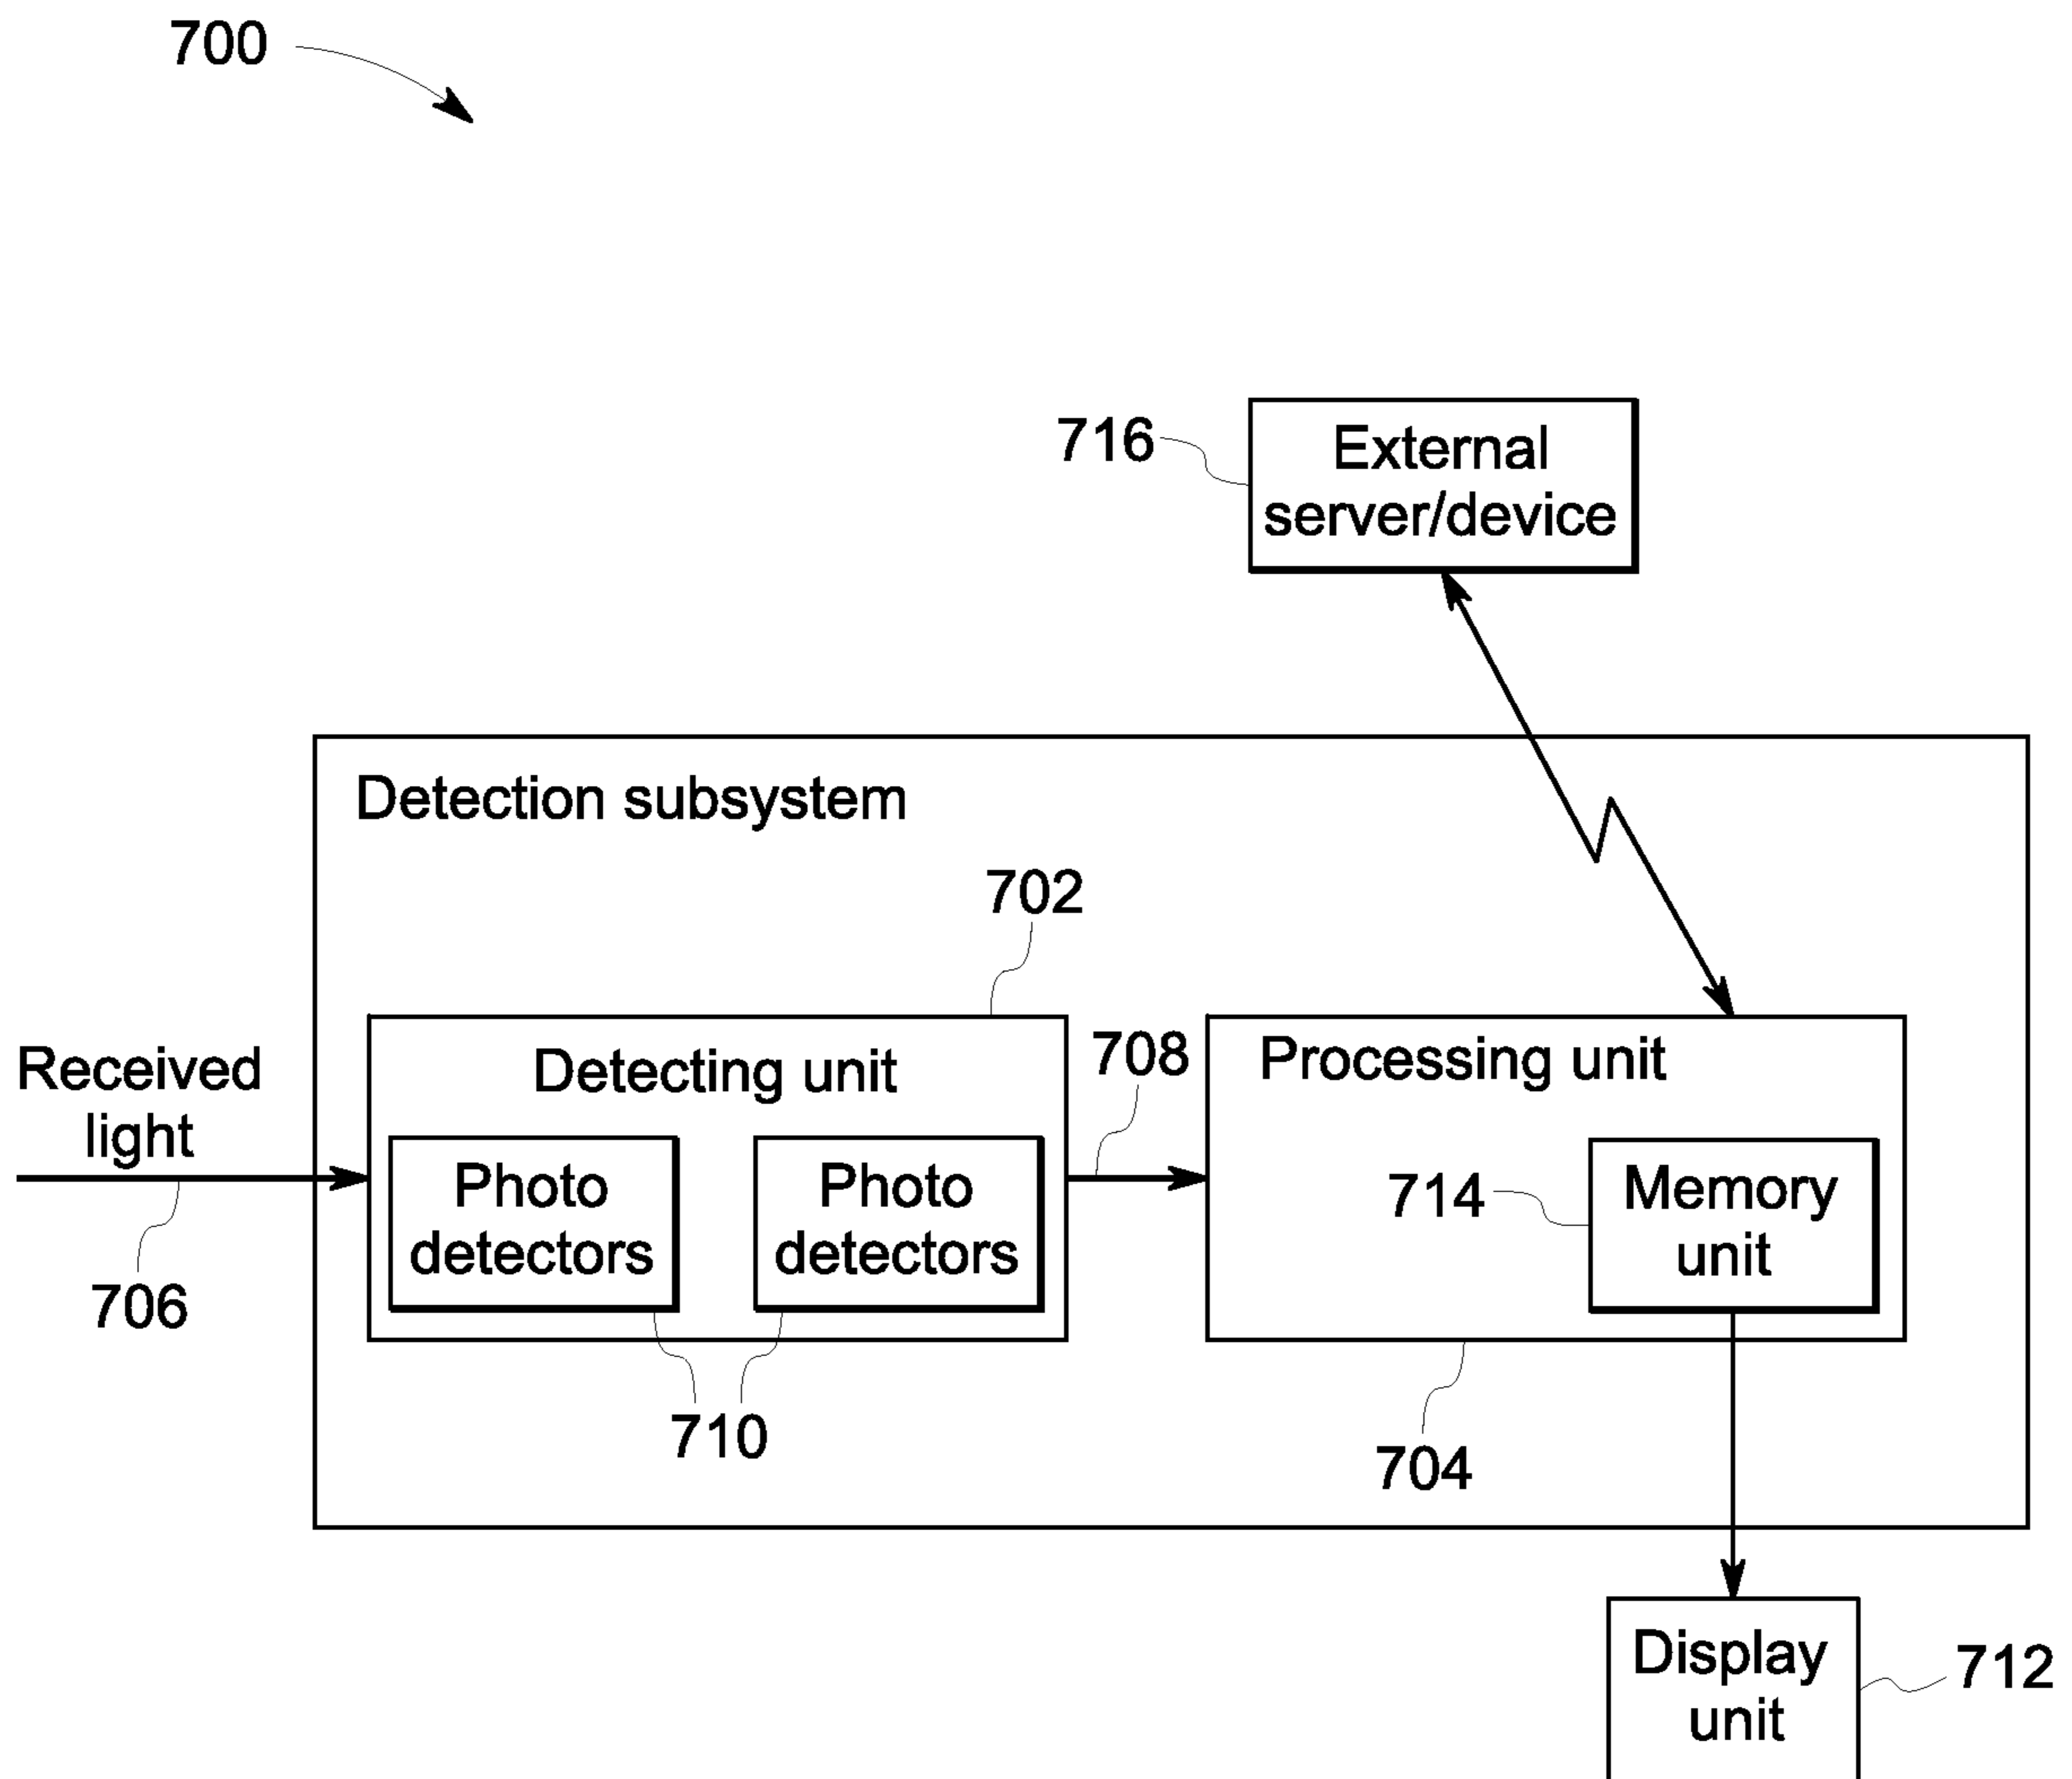 700
716
External
server/device
Detection subsystem
702
Received
light
706
Detecting unit
708
Processing unit
Photo
detectors
Photo
detectors
710
714
Memory
unit
704
Display
unit
712